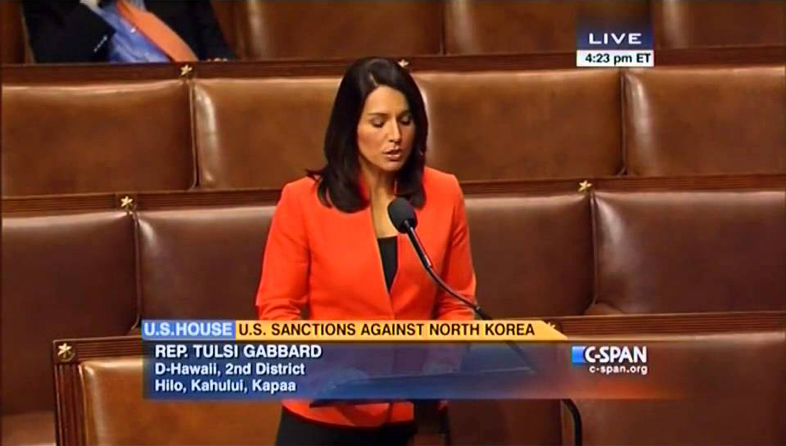 LIVE
4:23 pm ET
U.S.HOUSE U.S. SANCTIONS AGAINST NORTH KOREA
REP. TULSI GABBARD
D-Hawaii, 2nd District
Hilo, Kahului, Kapaa
C-SPAN
c-span.org